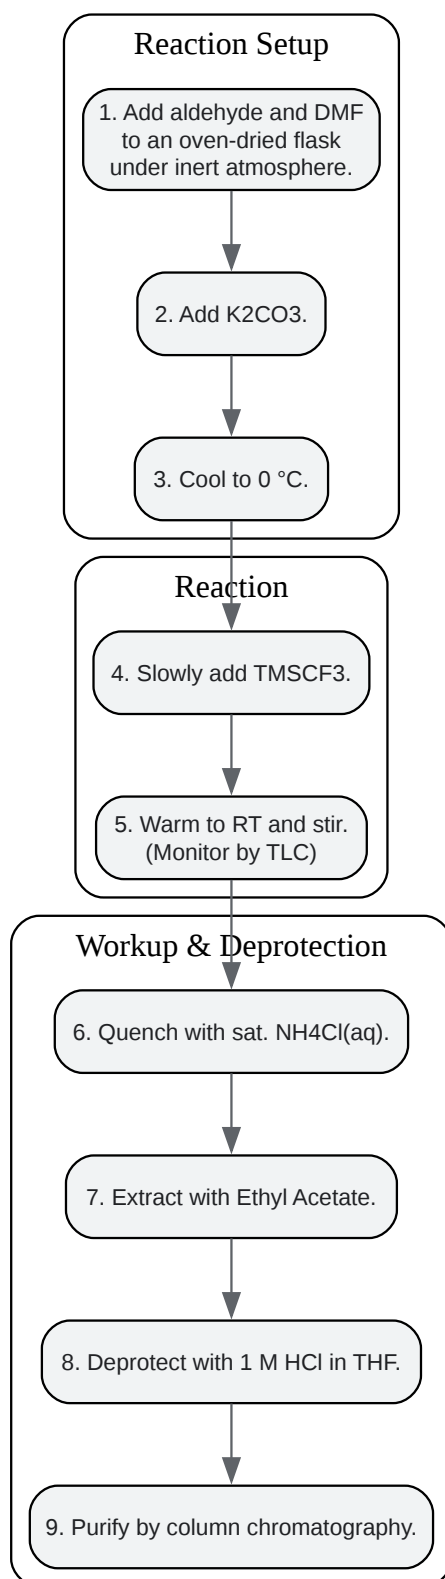 Reaction Setup
1. Add aldehyde and DMF
to an oven-dried flask
under inert atmosphere.
2. Add K2CO3.
3. Cool to 0 °C.
Reaction
4. Slowly add TMSCF3.
5. Warm to RT and stir.
(Monitor by TLC)
Workup & Deprotection
6. Quench with sat. NH4Cl(aq).
7. Extract with Ethyl Acetate.
8. Deprotect with 1 M HCl in THF.
9. Purify by column chromatography.